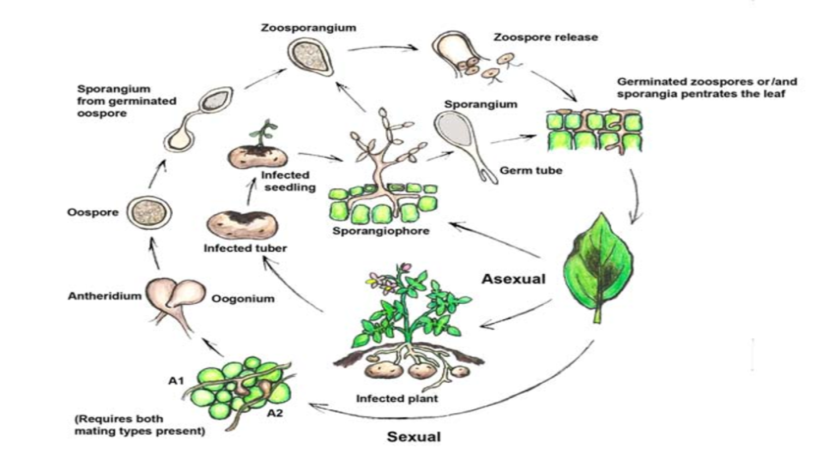 Zoosporangium
Zoospore release
Germinated zoospores or/and
sporangia pentrates the leaf
Sporangium
from germinated
oospore
Sporangium
Germ tube
Infected
seedling
Sporangiophore
Oospore
Infected tuber
Asexual
Antheridium
Oogonium
Infected plant
A1
A2
(Requires both
mating types present)
Sexual